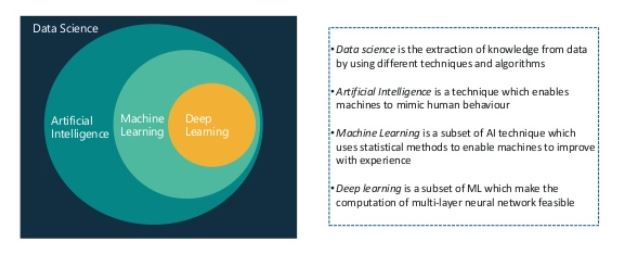 Data Science
Artificial
Intelligence
Machine
Learning
Deep
Learning
•Data science is the extraction of knowledge from data
by using different techniques and algorithms
•Artificial Intelligence is a technique which enables
machines to mimic human behaviour
•Machine Learning is a subset of AI technique which
uses statistical methods to enable machines to improve
with experience
•Deep learning is a subset of ML which make the
computation of multi-layer neural network feasible